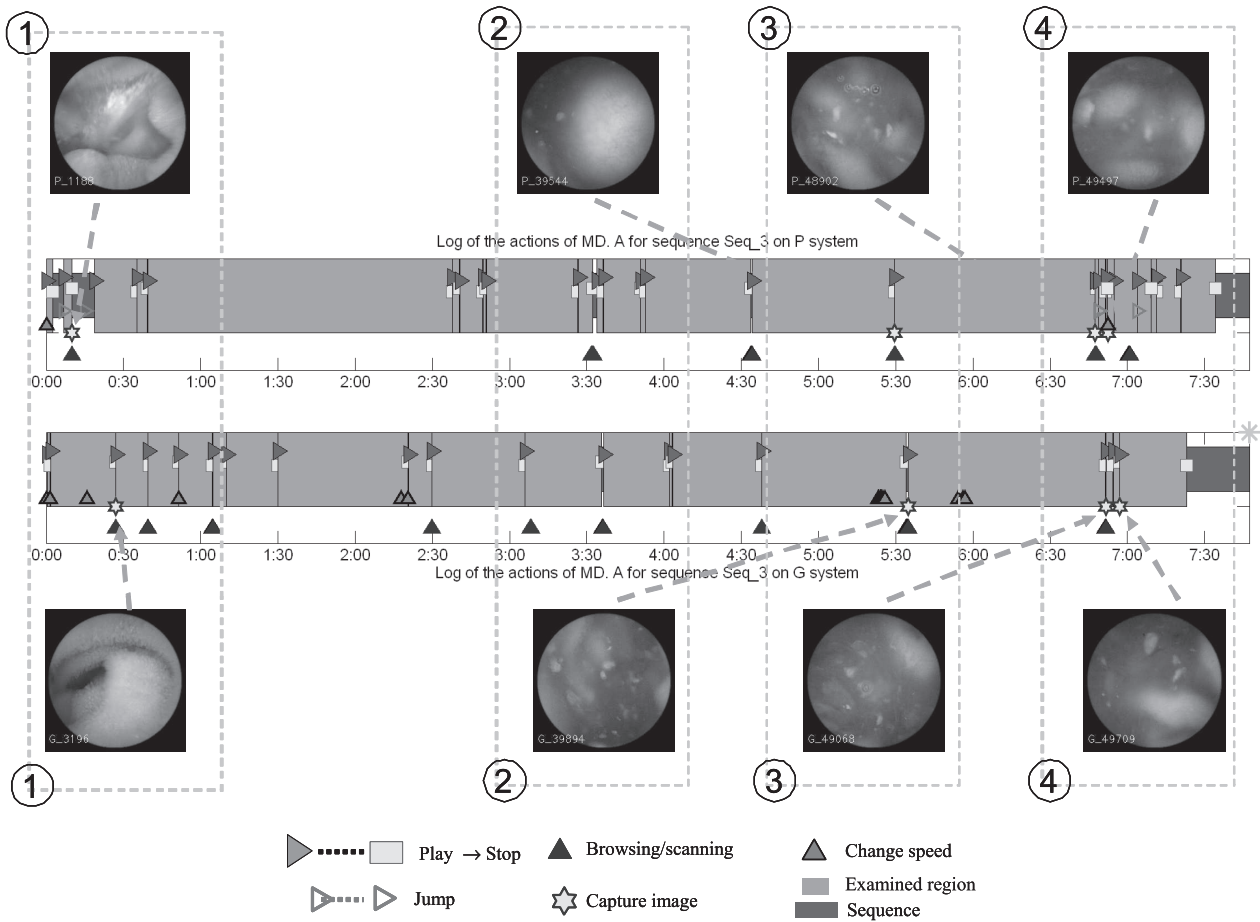 1
2
3
4
P_1188
P_39544
P_48902
P_49497
Log of the actions of MD. A for sequence Seq_3 on P system
0:00 0:30 1:00 1:30 2:00 2:30 3:00 3:30 4:00 4:30 5:00 5:30 6:00 6:30 7:00 7:30
0:00 0:30 1:00 1:30 2:00 2:30 3:00 3:30 4:00 4:30 5:00 5:30 6:00 6:30 7:00 7:30
Log of the actions of MD. A for sequence Seq_3 on G system
G_3196
G_39894
G_49068
G_49709
1
2
3
4
Play → Stop
Browsing/scanning
Change speed
Jump
Capture image
Examined region
Sequence